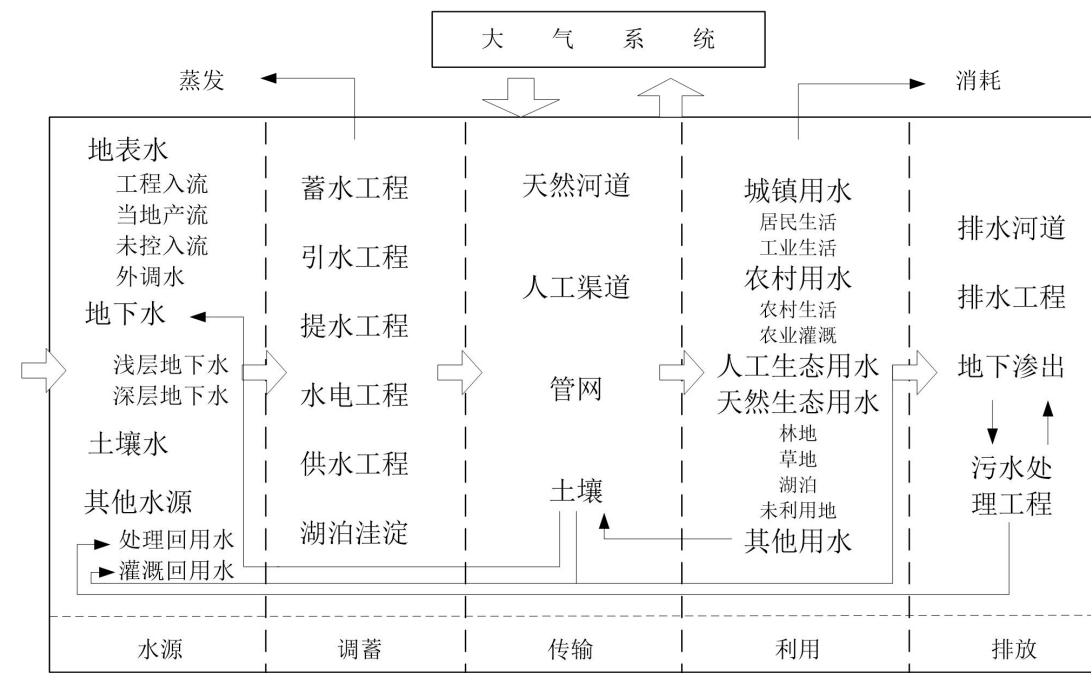 大气系统
蒸发
消耗
地表水
工程入流
当地产流
未控入流
外调水
地下水
浅层地下水
深层地下水
土壤水
其他水源
处理回用水
灌溉回用水
蓄水工程
引水工程
提水工程
水电工程
供水工程
湖泊洼淀
天然河道
人工渠道
管网
土壤
城镇用水
居民生活
工业生活
农村用水
农村生活
农业灌溉
人工生态用水
天然生态用水
林地
草地
湖泊
未利用地
其他用水
排水河道
排水工程
地下渗出
污水处
理工程
水源
调蓄
传输
利用
排放